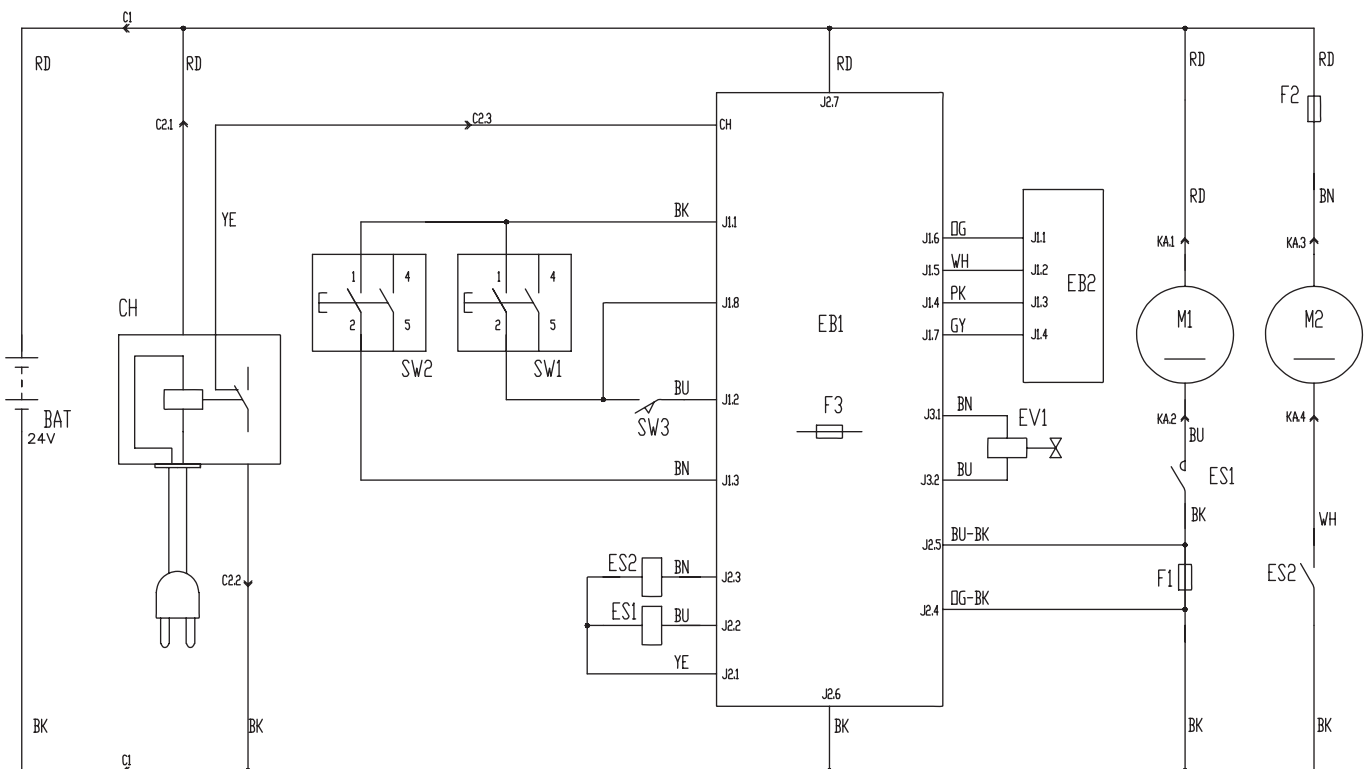 C1
RD RD RD RD RD
J2.7
F2
C2.1 C2.3 CH
YE RD BN
BK J1.1
J1.6 OG J1.1
KA.1 KA.3
1 4 1 4
J1.5 WH J1.2
EB2
CH
J1.8 J1.4 PK J1.3
2 5 2 5
EB1
M1 M2
J1.7 GY J1.4
SW2 SW1
BU J1.2
F3
J3.1 BN
EV1
BAT
24V
SW3
KA.2 KA.4
BU
BN J1.3
BU
J3.2
ES1
BK WH
J2.5 BU-BK
ES2 BN J2.3
C2.2
F1 ES2
ES1 BU J2.2
J2.4 OG-BK
YE J2.1
J2.6
BK BK BK BK BK
C1